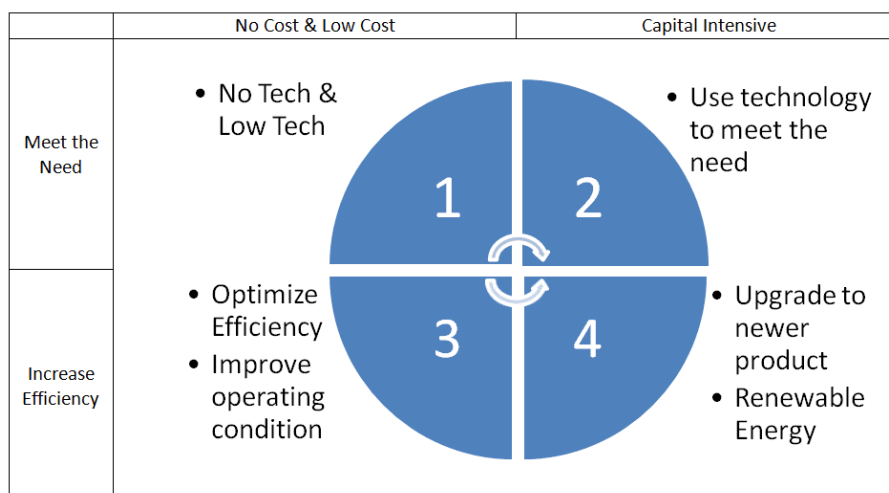 No Cost & Low Cost
Capital Intensive
Meet the
Need
• No Tech &
Low Tech
1
2
• Use technology
to meet the
need
Increase
Efficiency
• Optimize
Efficiency
• Improve
operating
condition
3
4
• Upgrade to
newer
product
• Renewable
Energy